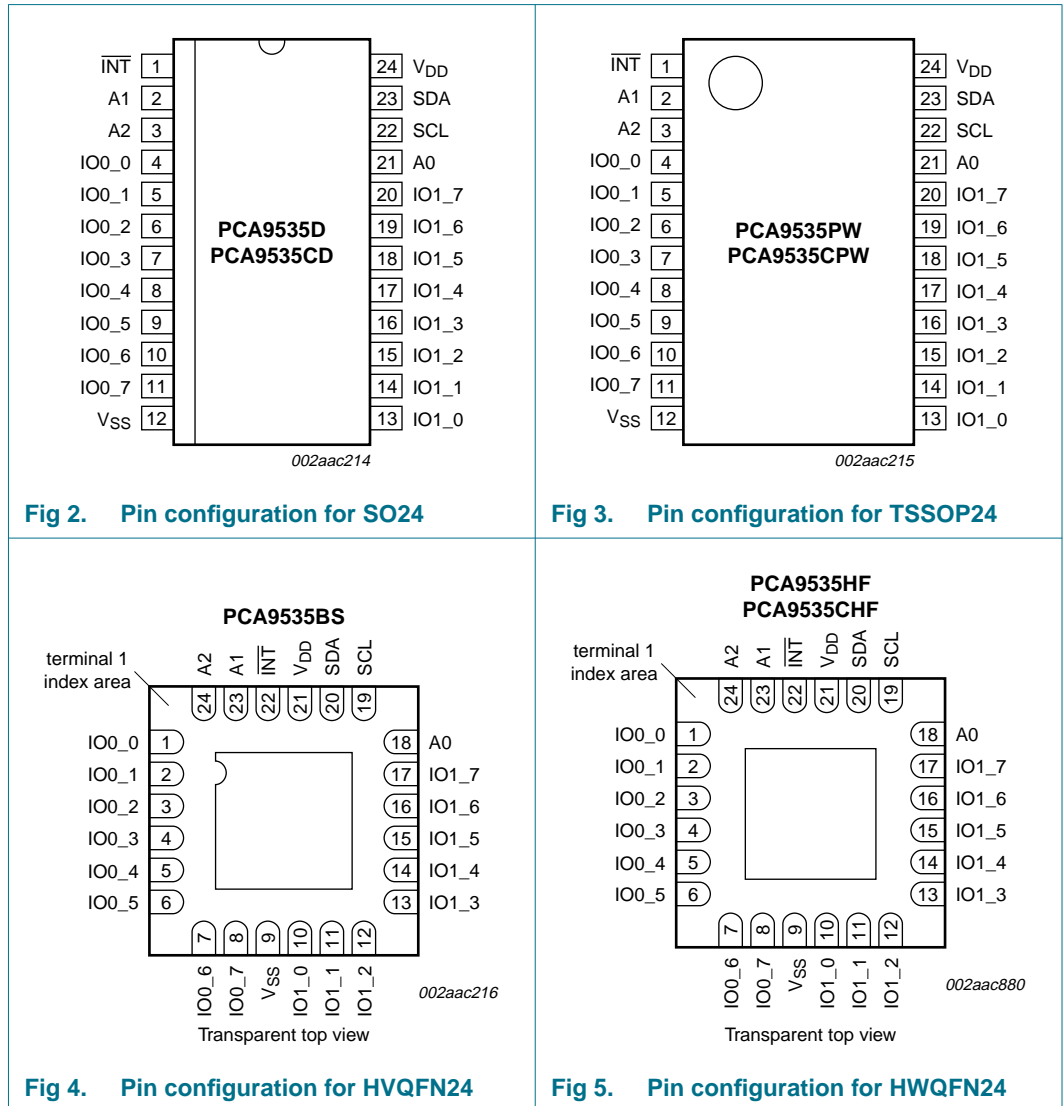 INT 1 24 VDD
A1 2 23 SDA
A2 3 22 SCL
IO0_0 4 21 A0
IO0_1 5 20 IO1_7
IO0_2 6 19 IO1_6
IO0_3 7 18 IO1_5
IO0_4 8 17 IO1_4
IO0_5 9 16 IO1_3
IO0_6 10 15 IO1_2
IO0_7 11 14 IO1_1
VSS 12 13 IO1_0
PCA9535D
PCA9535CD
002aac214
Fig 2. Pin configuration for SO24
INT 1 24 VDD
A1 2 23 SDA
A2 3 22 SCL
IO0_0 4 21 A0
IO0_1 5 20 IO1_7
IO0_2 6 19 IO1_6
IO0_3 7 18 IO1_5
IO0_4 8 17 IO1_4
IO0_5 9 16 IO1_3
IO0_6 10 15 IO1_2
IO0_7 11 14 IO1_1
VSS 12 13 IO1_0
PCA9535PW
PCA9535CPW
002aac215
Fig 3. Pin configuration for TSSOP24
PCA9535BS
terminal 1
index area
A2 A1 INT VDD SDA SCL
24 23 22 21 20 19
IO0_0 1 18 A0
IO0_1 2 17 IO1_7
IO0_2 3 16 IO1_6
IO0_3 4 15 IO1_5
IO0_4 5 14 IO1_4
IO0_5 6 13 IO1_3
7 8 9 10 11 12
IO0_6 IO0_7 VSS IO1_0 IO1_1 IO1_2
002aac216
Transparent top view
Fig 4. Pin configuration for HVQFN24
PCA9535HF
PCA9535CHF
terminal 1
index area
A2 A1 INT VDD SDA SCL
24 23 22 21 20 19
IO0_0 1 18 A0
IO0_1 2 17 IO1_7
IO0_2 3 16 IO1_6
IO0_3 4 15 IO1_5
IO0_4 5 14 IO1_4
IO0_5 6 13 IO1_3
7 8 9 10 11 12
IO0_6 IO0_7 VSS IO1_0 IO1_1 IO1_2
002aac880
Transparent top view
Fig 5. Pin configuration for HWQFN24